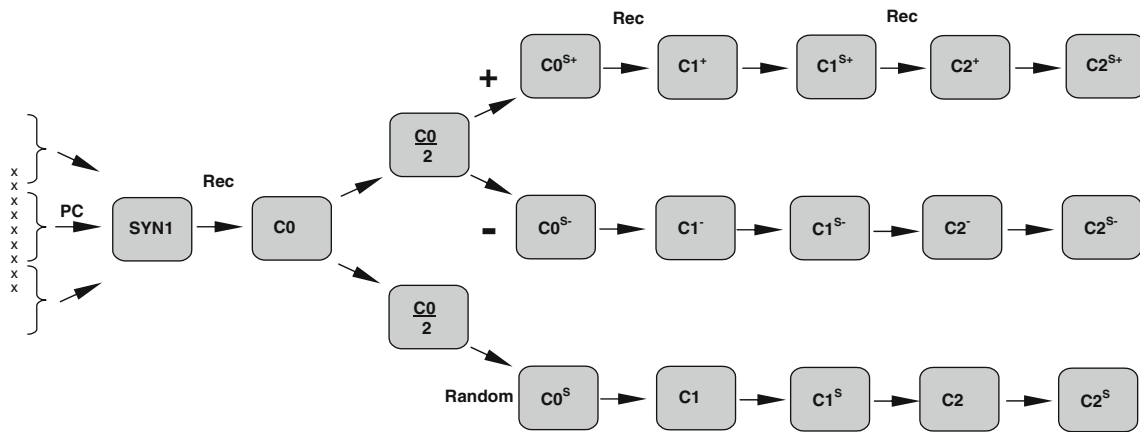 Rec Rec
C0S+ C1+ C1S+ C2+ C2S+
+
C0
2
x
x
x
x
x
x
x
x
x
x
x
PC
SYN1
Rec
C0
-
C0S- C1- C1S- C2- C2S-
C0
2
Random
C0S C1 C1S C2 C2S